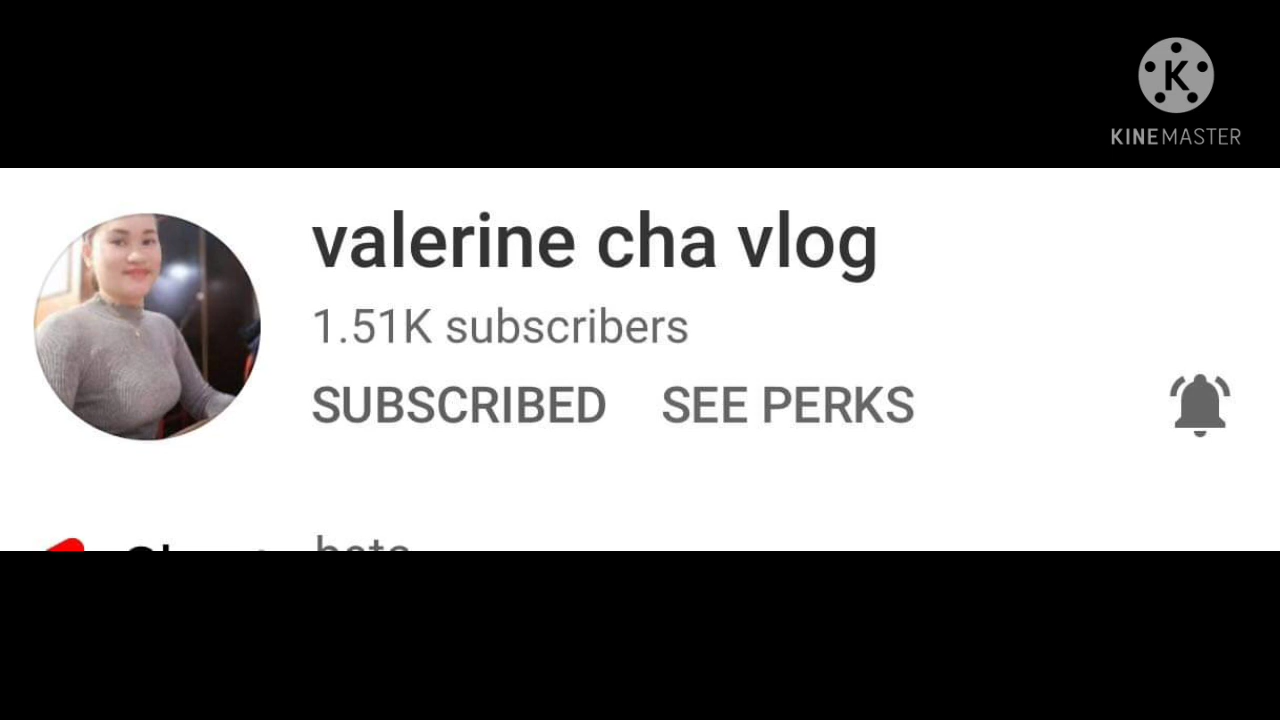 K
KINEMASTER
valerine cha vlog
1.51K subscribers
SUBSCRIBED SEE PERKS